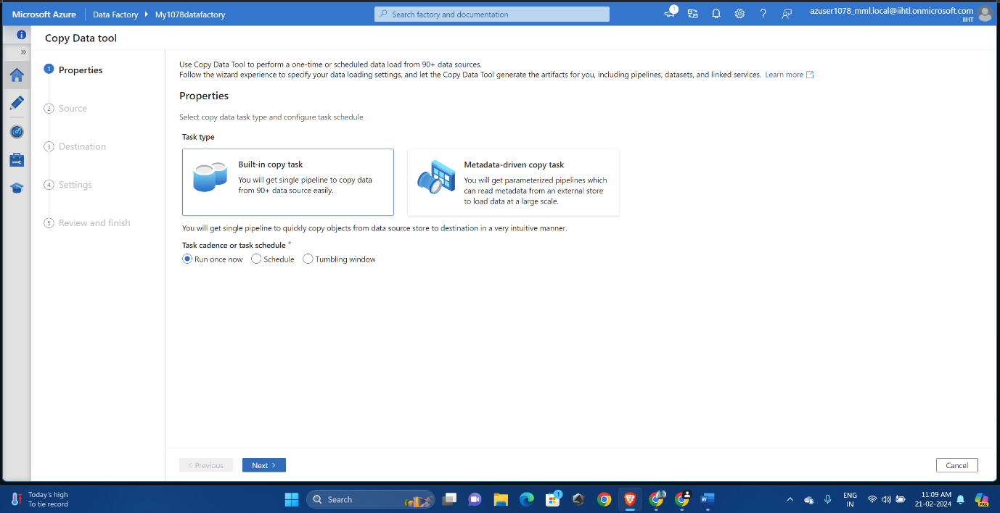 Microsoft Azure
Data Factory
My1078datafactory
Search factory and documentation
1
azuser1078_mml.local@iihtl.onmicrosoft.com
IIHT
Copy Data tool
1 Properties
2 Source
3 Destination
4 Settings
5 Review and finish
Use Copy Data Tool to perform a one-time or scheduled data load from 90+ data sources.
Follow the wizard experience to specify your data loading settings, and let the Copy Data Tool generate the artifacts for you, including pipelines, datasets, and linked services. Learn more
Properties
Select copy data task type and configure task schedule
Task type
Built-in copy task
You will get single pipeline to copy data
from 90+ data source easily.
Metadata-driven copy task
You will get parameterized pipelines which
can read metadata from an external store
to load data at a large scale.
You will get single pipeline to quickly copy objects from data source store to destination in a very intuitive manner.
Task cadence or task schedule *
Run once now
Schedule
Tumbling window
< Previous
Next >
Cancel
Today's high
To tie record
Search
1
ENG
IN
11:09 AM
21-02-2024
PRE